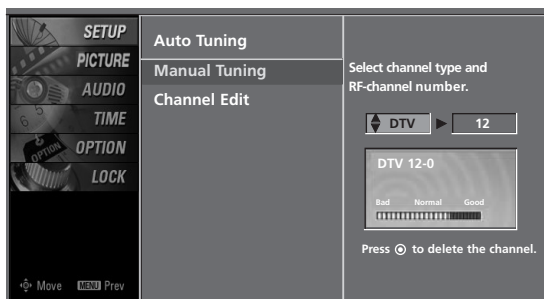 SETUP
PICTURE
AUDIO
TIME
OPTION
LOCK
Move MENU Prev
Auto Tuning
Manual Tuning
Channel Edit
Select channel type and
RF-channel number.
DTV 12
DTV 12-0
Bad Normal Good
Press to delete the channel.